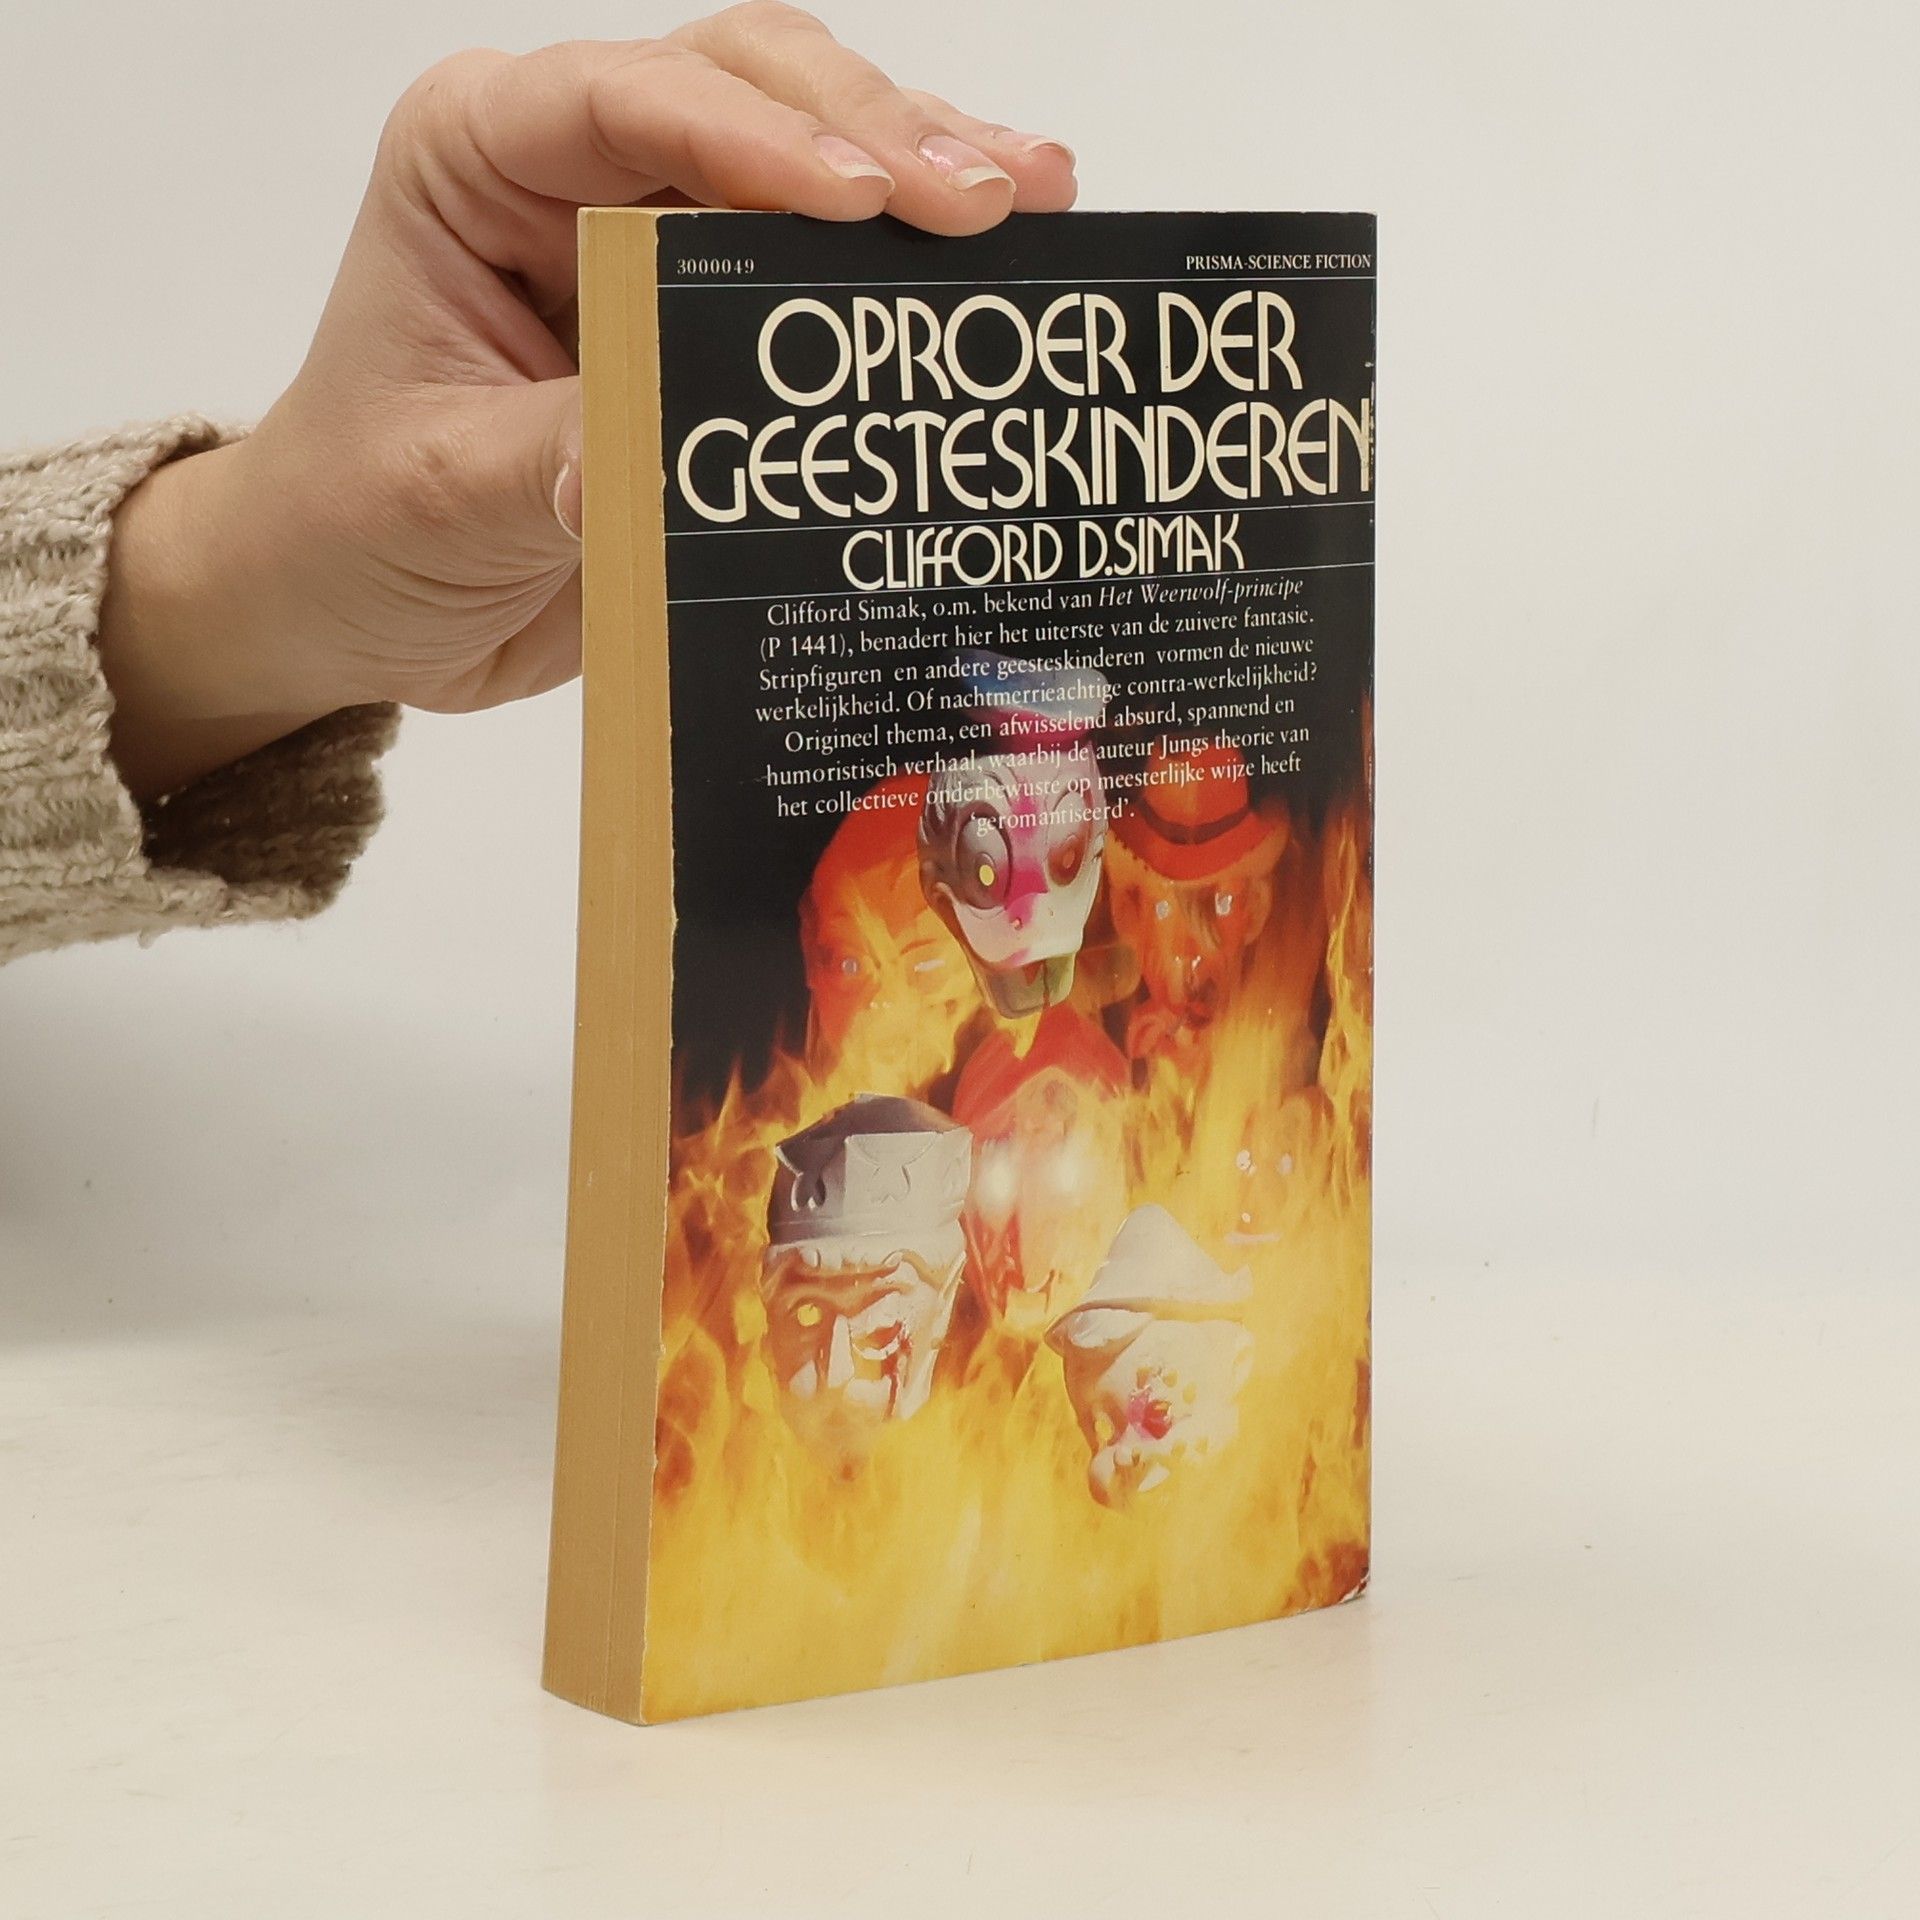 3000049
PRISMA-SCIENCE FICTION
OPROER DER
GEESTESKINDEREN
CLIFFORD D.SIMAK
Clifford Simak, o.m. bekend van Het Weerwolf-principe
(P 1441), benadert hier het uiterste van de zuivere fantasie.
Stripfiguren en andere geesteskinderen vormen de nieuwe
werkelijkheid. Of nachtmerrieachtige contra-werkelijkheid?
Origineel thema, een afwisselend absurd, spannend en
humoristisch verhaal, waarbij de auteur Jungs theorie van
het collectieve onderbewuste op meesterlijke wijze heeft
'geromantiseerd'.